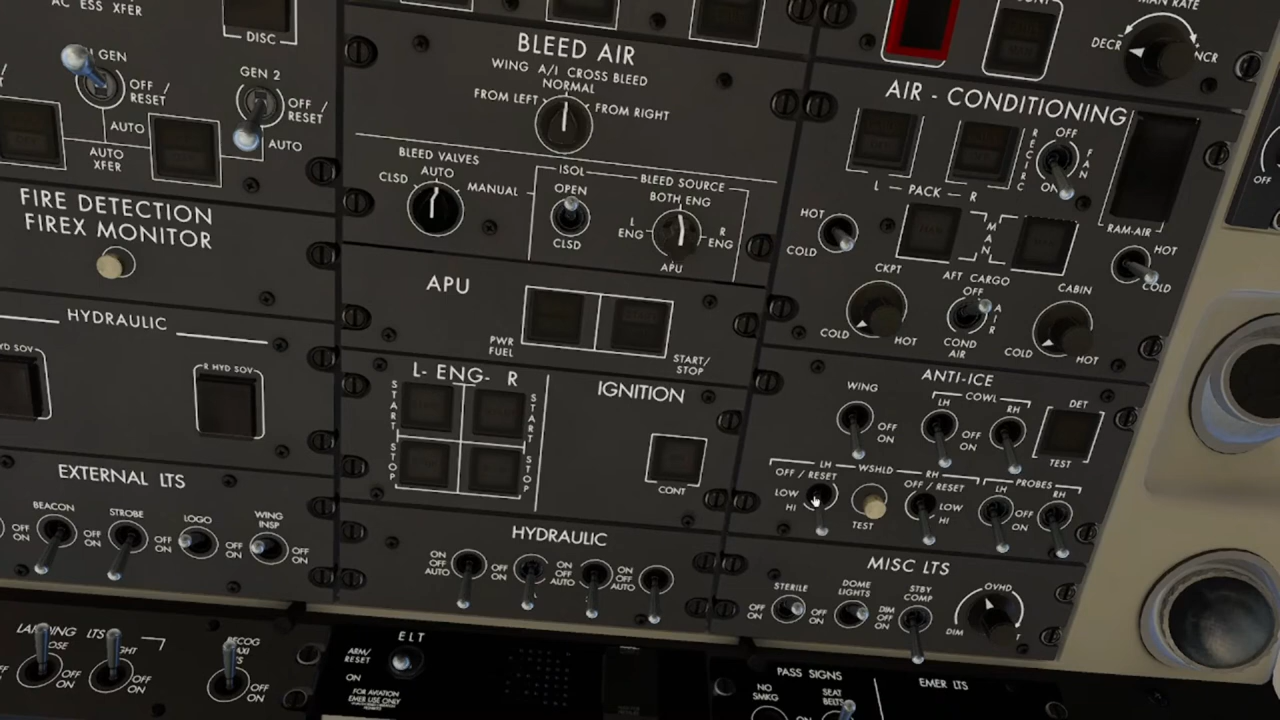 AC ESS XFER
DISC
GEN
OFF / RESET
GEN 2
OFF / RESET
AUTO
AUTO XFER
AUTO
FIRE DETECTION
FIREX MONITOR
HYDRAULIC
R HYD SOV
EXTERNAL LTS
BEACON
STROBE
LOGO
WING INSP
OFF
ON
OFF
ON
OFF
ON
OFF
ON
OFF
ON
OFF
ON
OFF
ON
BLEED AIR
WING A/I CROSS BLEED
NORMAL
FROM LEFT
FROM RIGHT
BLEED VALVES
CLSD
AUTO
MANUAL
ISOL
OPEN
CLSD
BLEED SOURCE
BOTH ENG
L ENG
R ENG
APU
APU
PWR FUEL
START/ STOP
L- ENG- R
START
START
STOP
STOP
IGNITION
CONT
HYDRAULIC
ON
OFF
AUTO
OFF
ON
ON
OFF
AUTO
ON
OFF
AUTO
ELT
ARM/ RESET
ON
FOR AVIATION
EMER USE ONLY
MAN RATE
DECR
AIR - CONDITIONING
RECIRC
OFF
ON
FAN
L - PACK - R
MAN
RAM-AIR
HOT
COLD
HOT
COLD
CKPT
COLD
HOT
AFT CARGO
OFF
AIR
COND AIR
CABIN
COLD
HOT
ANTI-ICE
WING
OFF
ON
COWL
LH
OFF
ON
RH
DET
TEST
LH
WSHLD
RH
OFF / RESET
LOW
HI
TEST
OFF / RESET
LOW
HI
PROBES
LH
OFF
ON
RH
MISC LTS
STERILE
OFF
ON
DOME LIGHTS
OFF
ON
STBY COMP
DIM
OFF
ON
OVHD
DIM
OFF
PASS SIGNS
NO SMKG
SEAT BELTS
EMER LTS